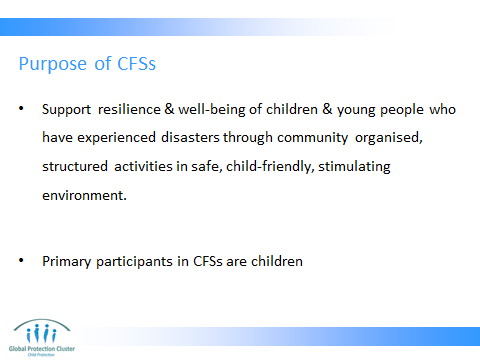 Purpose of CFSs
• Support resilience & well-being of children & young people who
have experienced disasters through community organised,
structured activities in safe, child-friendly, stimulating
environment.
• Primary participants in CFSs are children
Global Protection Cluster
Child Protection